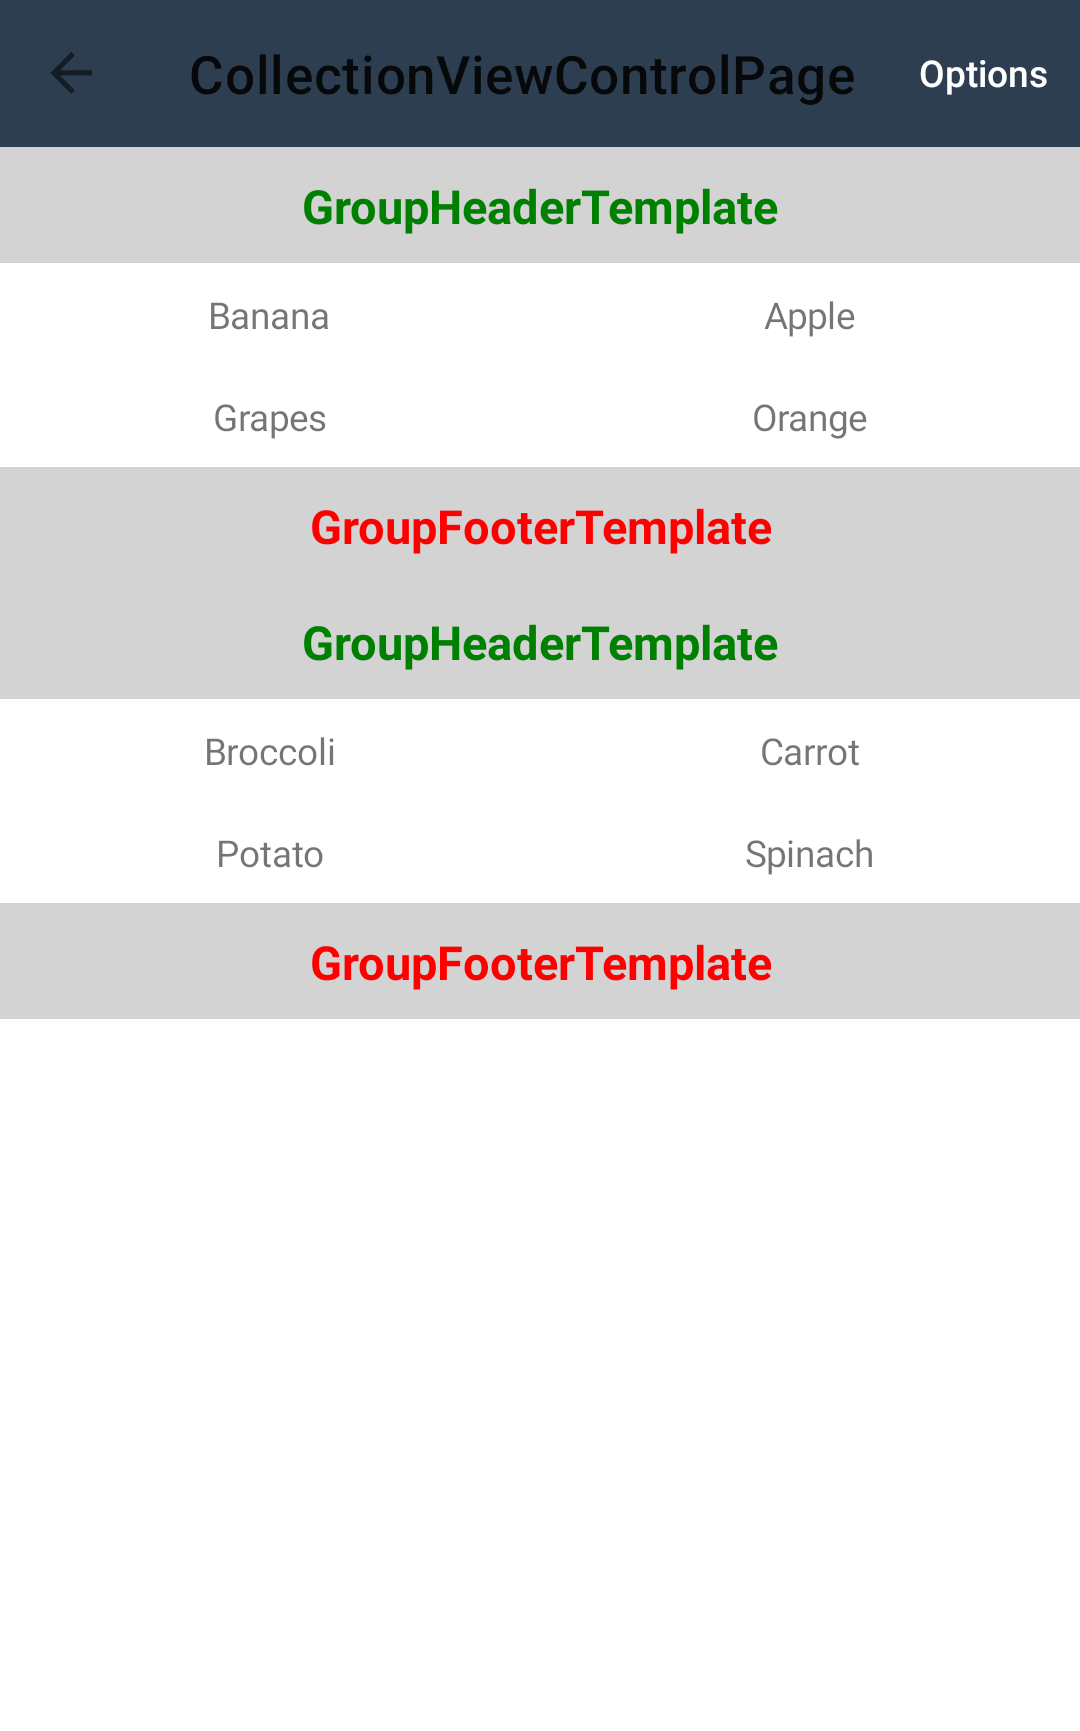 CollectionViewControlPage Options
GroupHeaderTemplate
Banana Apple
Grapes Orange
GroupFooterTemplate
GroupHeaderTemplate
Broccoli Carrot
Potato Spinach
GroupFooterTemplate